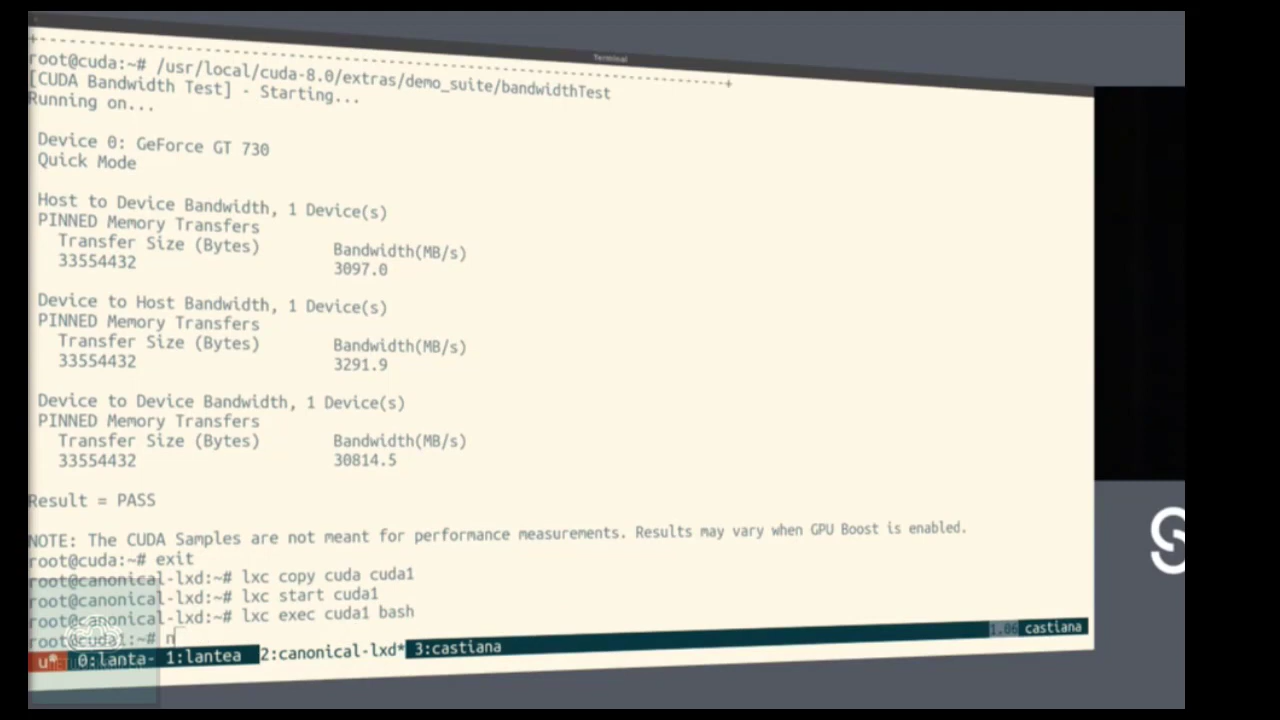 Terminal
+-----------------------------------------------------------------------------+
root@cuda:~# /usr/local/cuda-8.0/extras/demo_suite/bandwidthTest
[CUDA Bandwidth Test] - Starting...
Running on...
Device 0: GeForce GT 730
Quick Mode
Host to Device Bandwidth, 1 Device(s)
PINNED Memory Transfers
Transfer Size (Bytes) Bandwidth(MB/s)
33554432 3097.0
Device to Host Bandwidth, 1 Device(s)
PINNED Memory Transfers
Transfer Size (Bytes) Bandwidth(MB/s)
33554432 3291.9
Device to Device Bandwidth, 1 Device(s)
PINNED Memory Transfers
Transfer Size (Bytes) Bandwidth(MB/s)
33554432 30814.5
Result = PASS
NOTE: The CUDA Samples are not meant for performance measurements. Results may vary when GPU Boost is enabled.
root@cuda:~# exit
root@canonical-lxd:~# lxc copy cuda cuda1
root@canonical-lxd:~# lxc start cuda1
root@canonical-lxd:~# lxc exec cuda1 bash
root@cuda1:~# n
u* 0:lanta- 1:lantea 2:canonical-lxd* 3:castiana 1.06 castiana